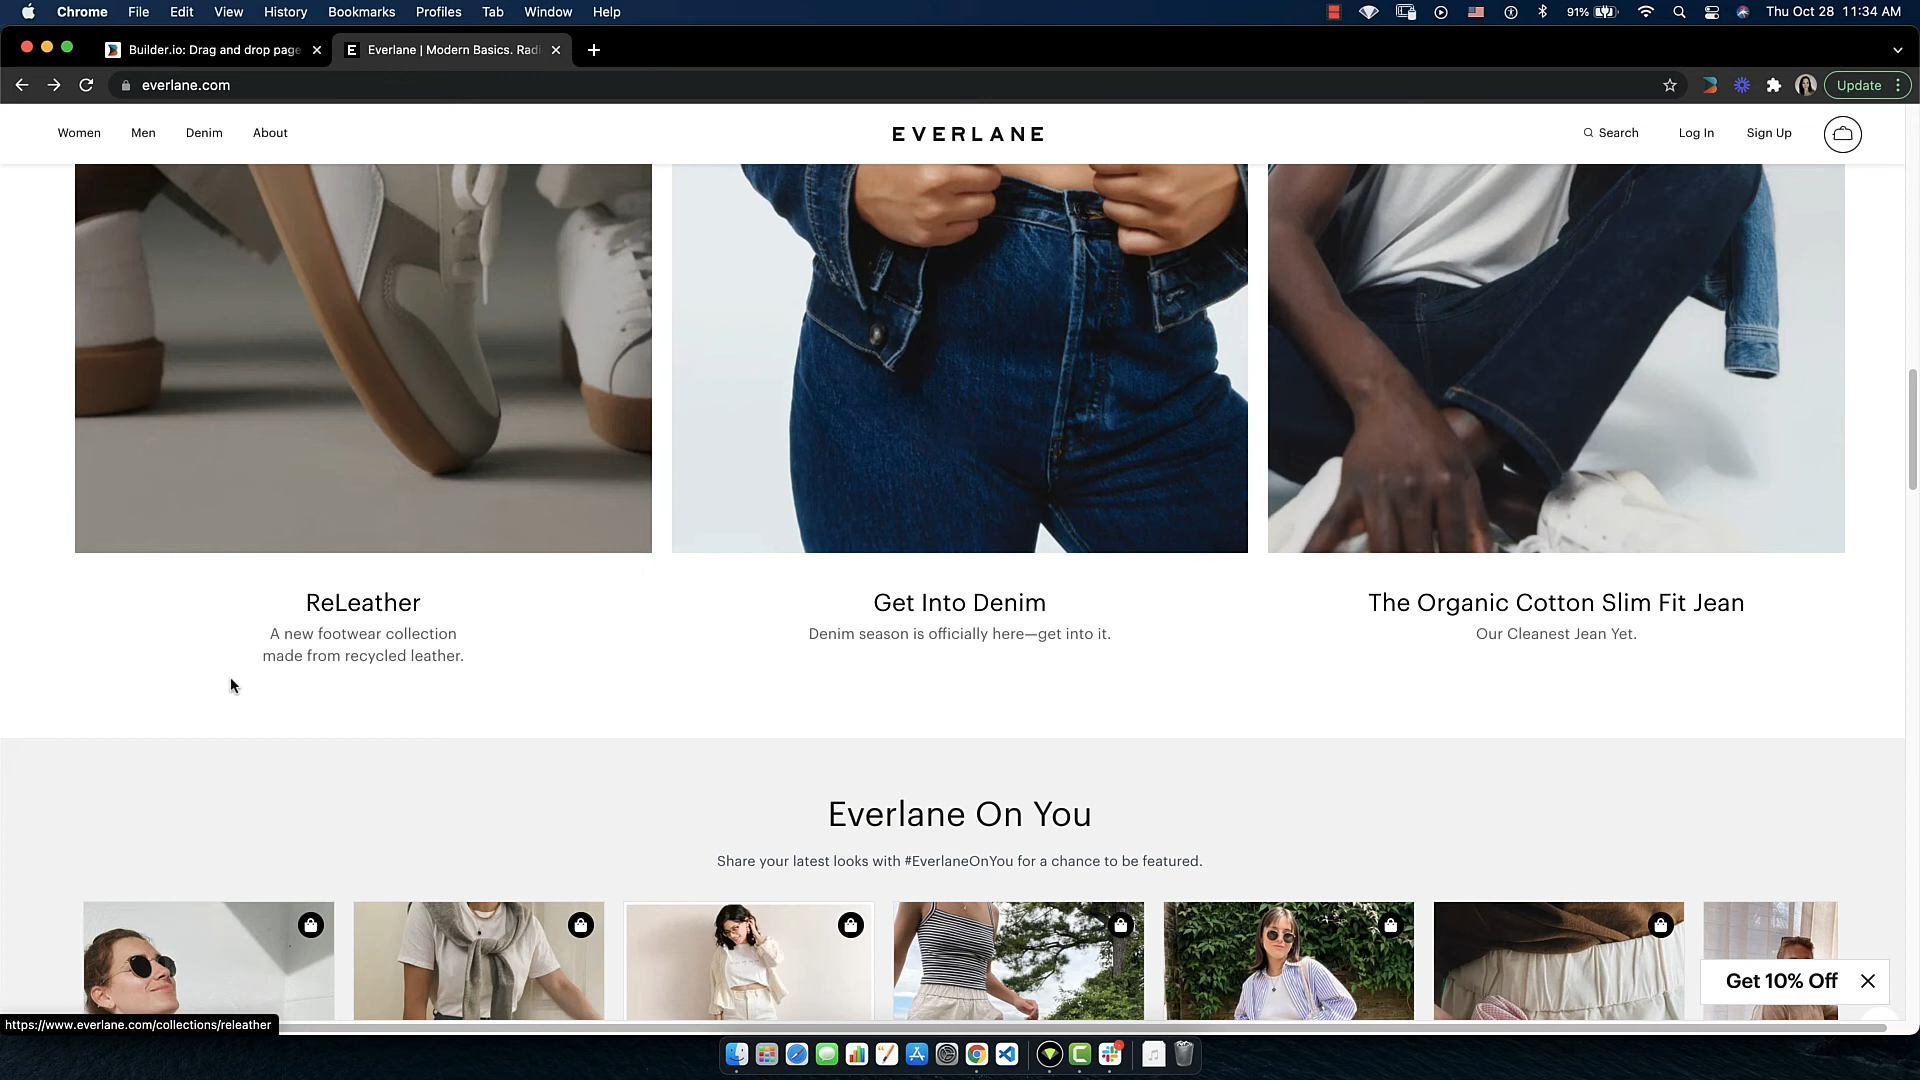 Chrome File Edit View History Bookmarks Profiles Tab Window Help 91% Thu Oct 28 11:34 AM
Builder.io: Drag and drop page Everlane | Modern Basics. Radi
everlane.com Update
Women Men Denim About EVERLANE Search Log In Sign Up
ReLeather Get Into Denim The Organic Cotton Slim Fit Jean
A new footwear collection Denim season is officially here—get into it. Our Cleanest Jean Yet.
made from recycled leather.
Everlane On You
Share your latest looks with #EverlaneOnYou for a chance to be featured.
Get 10% Off
https://www.everlane.com/collections/releather